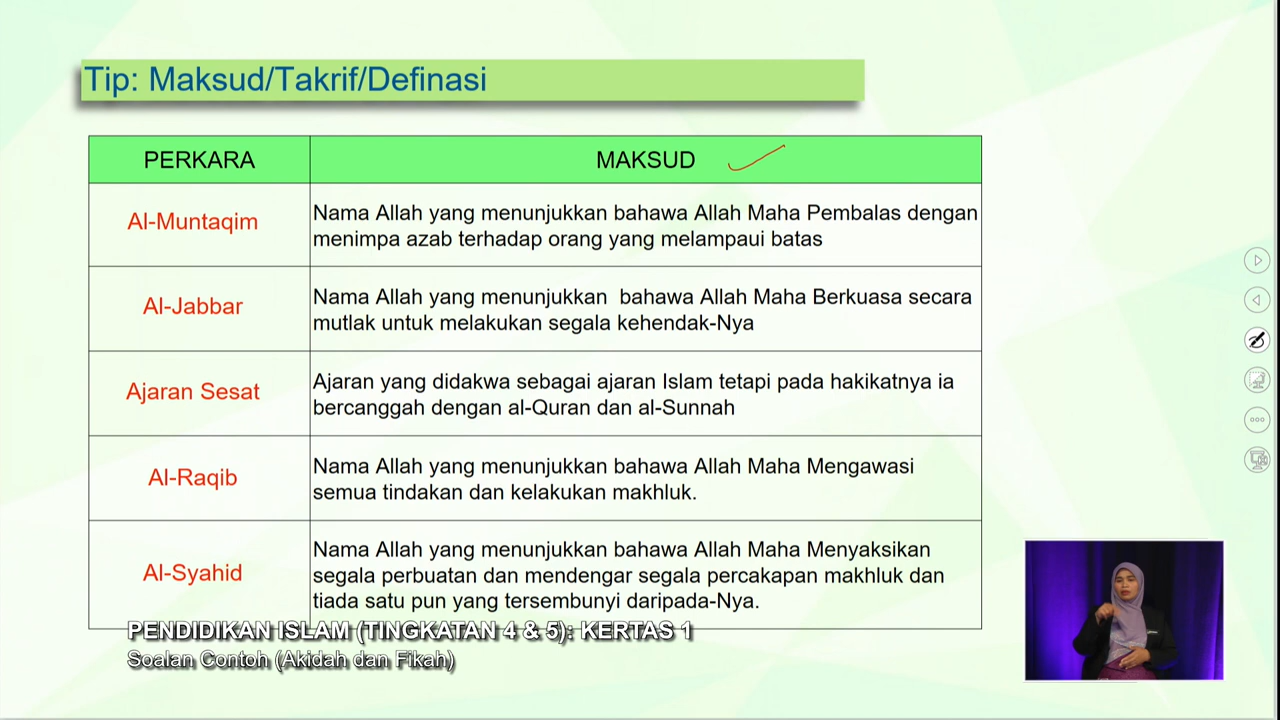 Tip: Maksud/Takrif/Definasi
PERKARA
MAKSUD
Al-Muntaqim
Nama Allah yang menunjukkan bahawa Allah Maha Pembalas dengan
menimpa azab terhadap orang yang melampaui batas
Al-Jabbar
Nama Allah yang menunjukkan bahawa Allah Maha Berkuasa secara
mutlak untuk melakukan segala kehendak-Nya
Ajaran Sesat
Ajaran yang didakwa sebagai ajaran Islam tetapi pada hakikatnya ia
bercanggah dengan al-Quran dan al-Sunnah
Al-Raqib
Nama Allah yang menunjukkan bahawa Allah Maha Mengawasi
semua tindakan dan kelakukan makhluk.
Al-Syahid
Nama Allah yang menunjukkan bahawa Allah Maha Menyaksikan
segala perbuatan dan mendengar segala percakapan makhluk dan
tiada satu pun yang tersembunyi daripada-Nya.
PENDIDIKAN ISLAM (TINGKATAN 4 & 5): KERTAS 1
Soalan Contoh (Akidah dan Fikah)